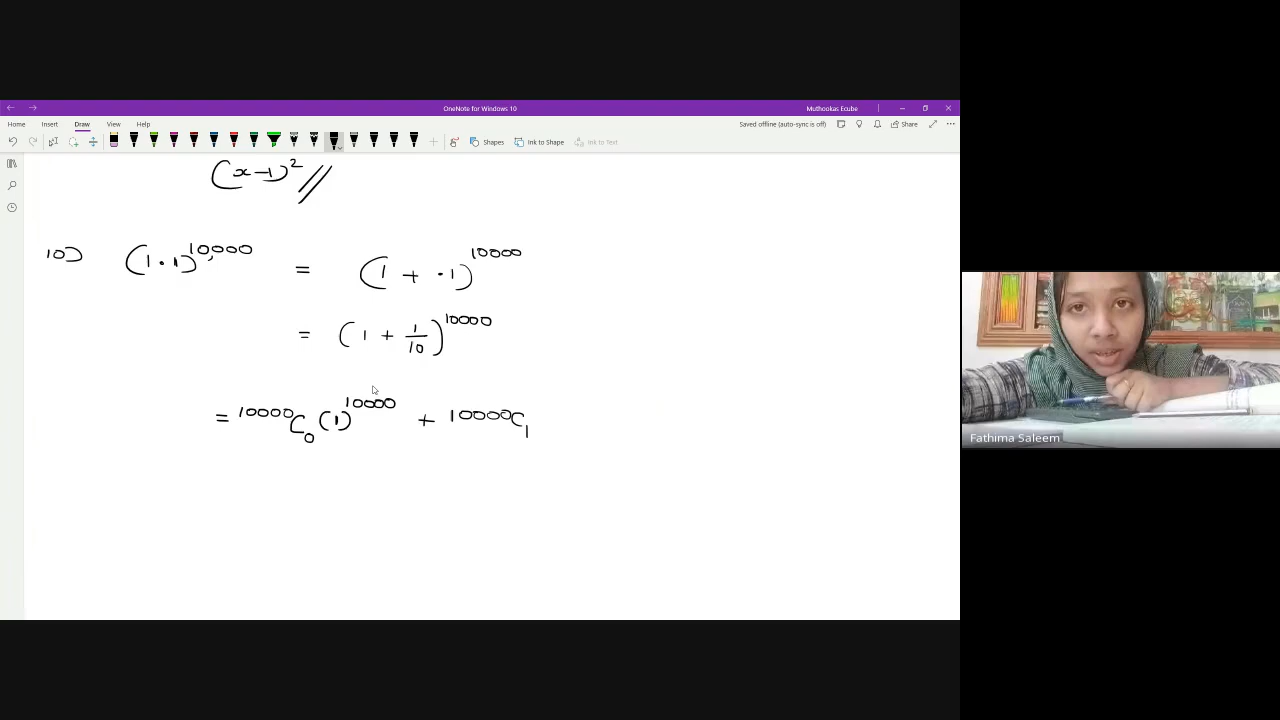 OneNote for Windows 10
Muthookas Ecube
Home Insert Draw View Help
Saved offline (auto-sync is off) Share
Shapes Ink to Shape Ink to Text
(x-1)²//
10) (1.1)^10,000 = (1 + .1)^10000
= (1 + 1/10)^10000
= 10000C₀ (1)^10000 + 10000C₁
Fathima Saleem